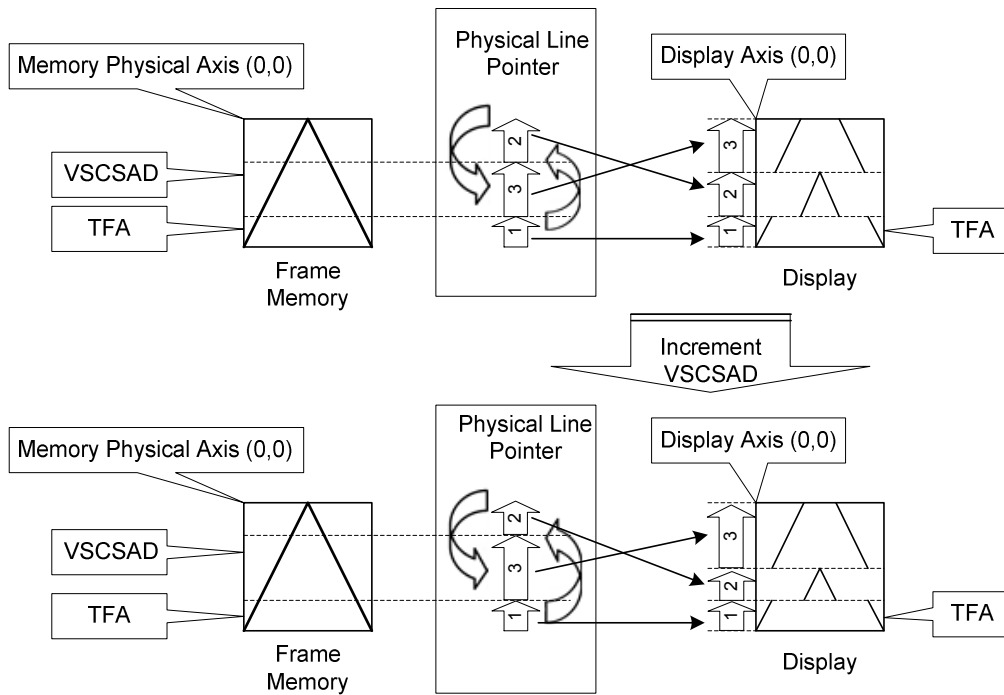 Memory Physical Axis (0,0)
Physical Line
Pointer
Display Axis (0,0)
VSCSAD
TFA
2
3
1
3
2
1
TFA
Frame
Memory
Display
Increment
VSCSAD
Memory Physical Axis (0,0)
Physical Line
Pointer
Display Axis (0,0)
VSCSAD
TFA
2
3
1
3
2
1
TFA
Frame
Memory
Display